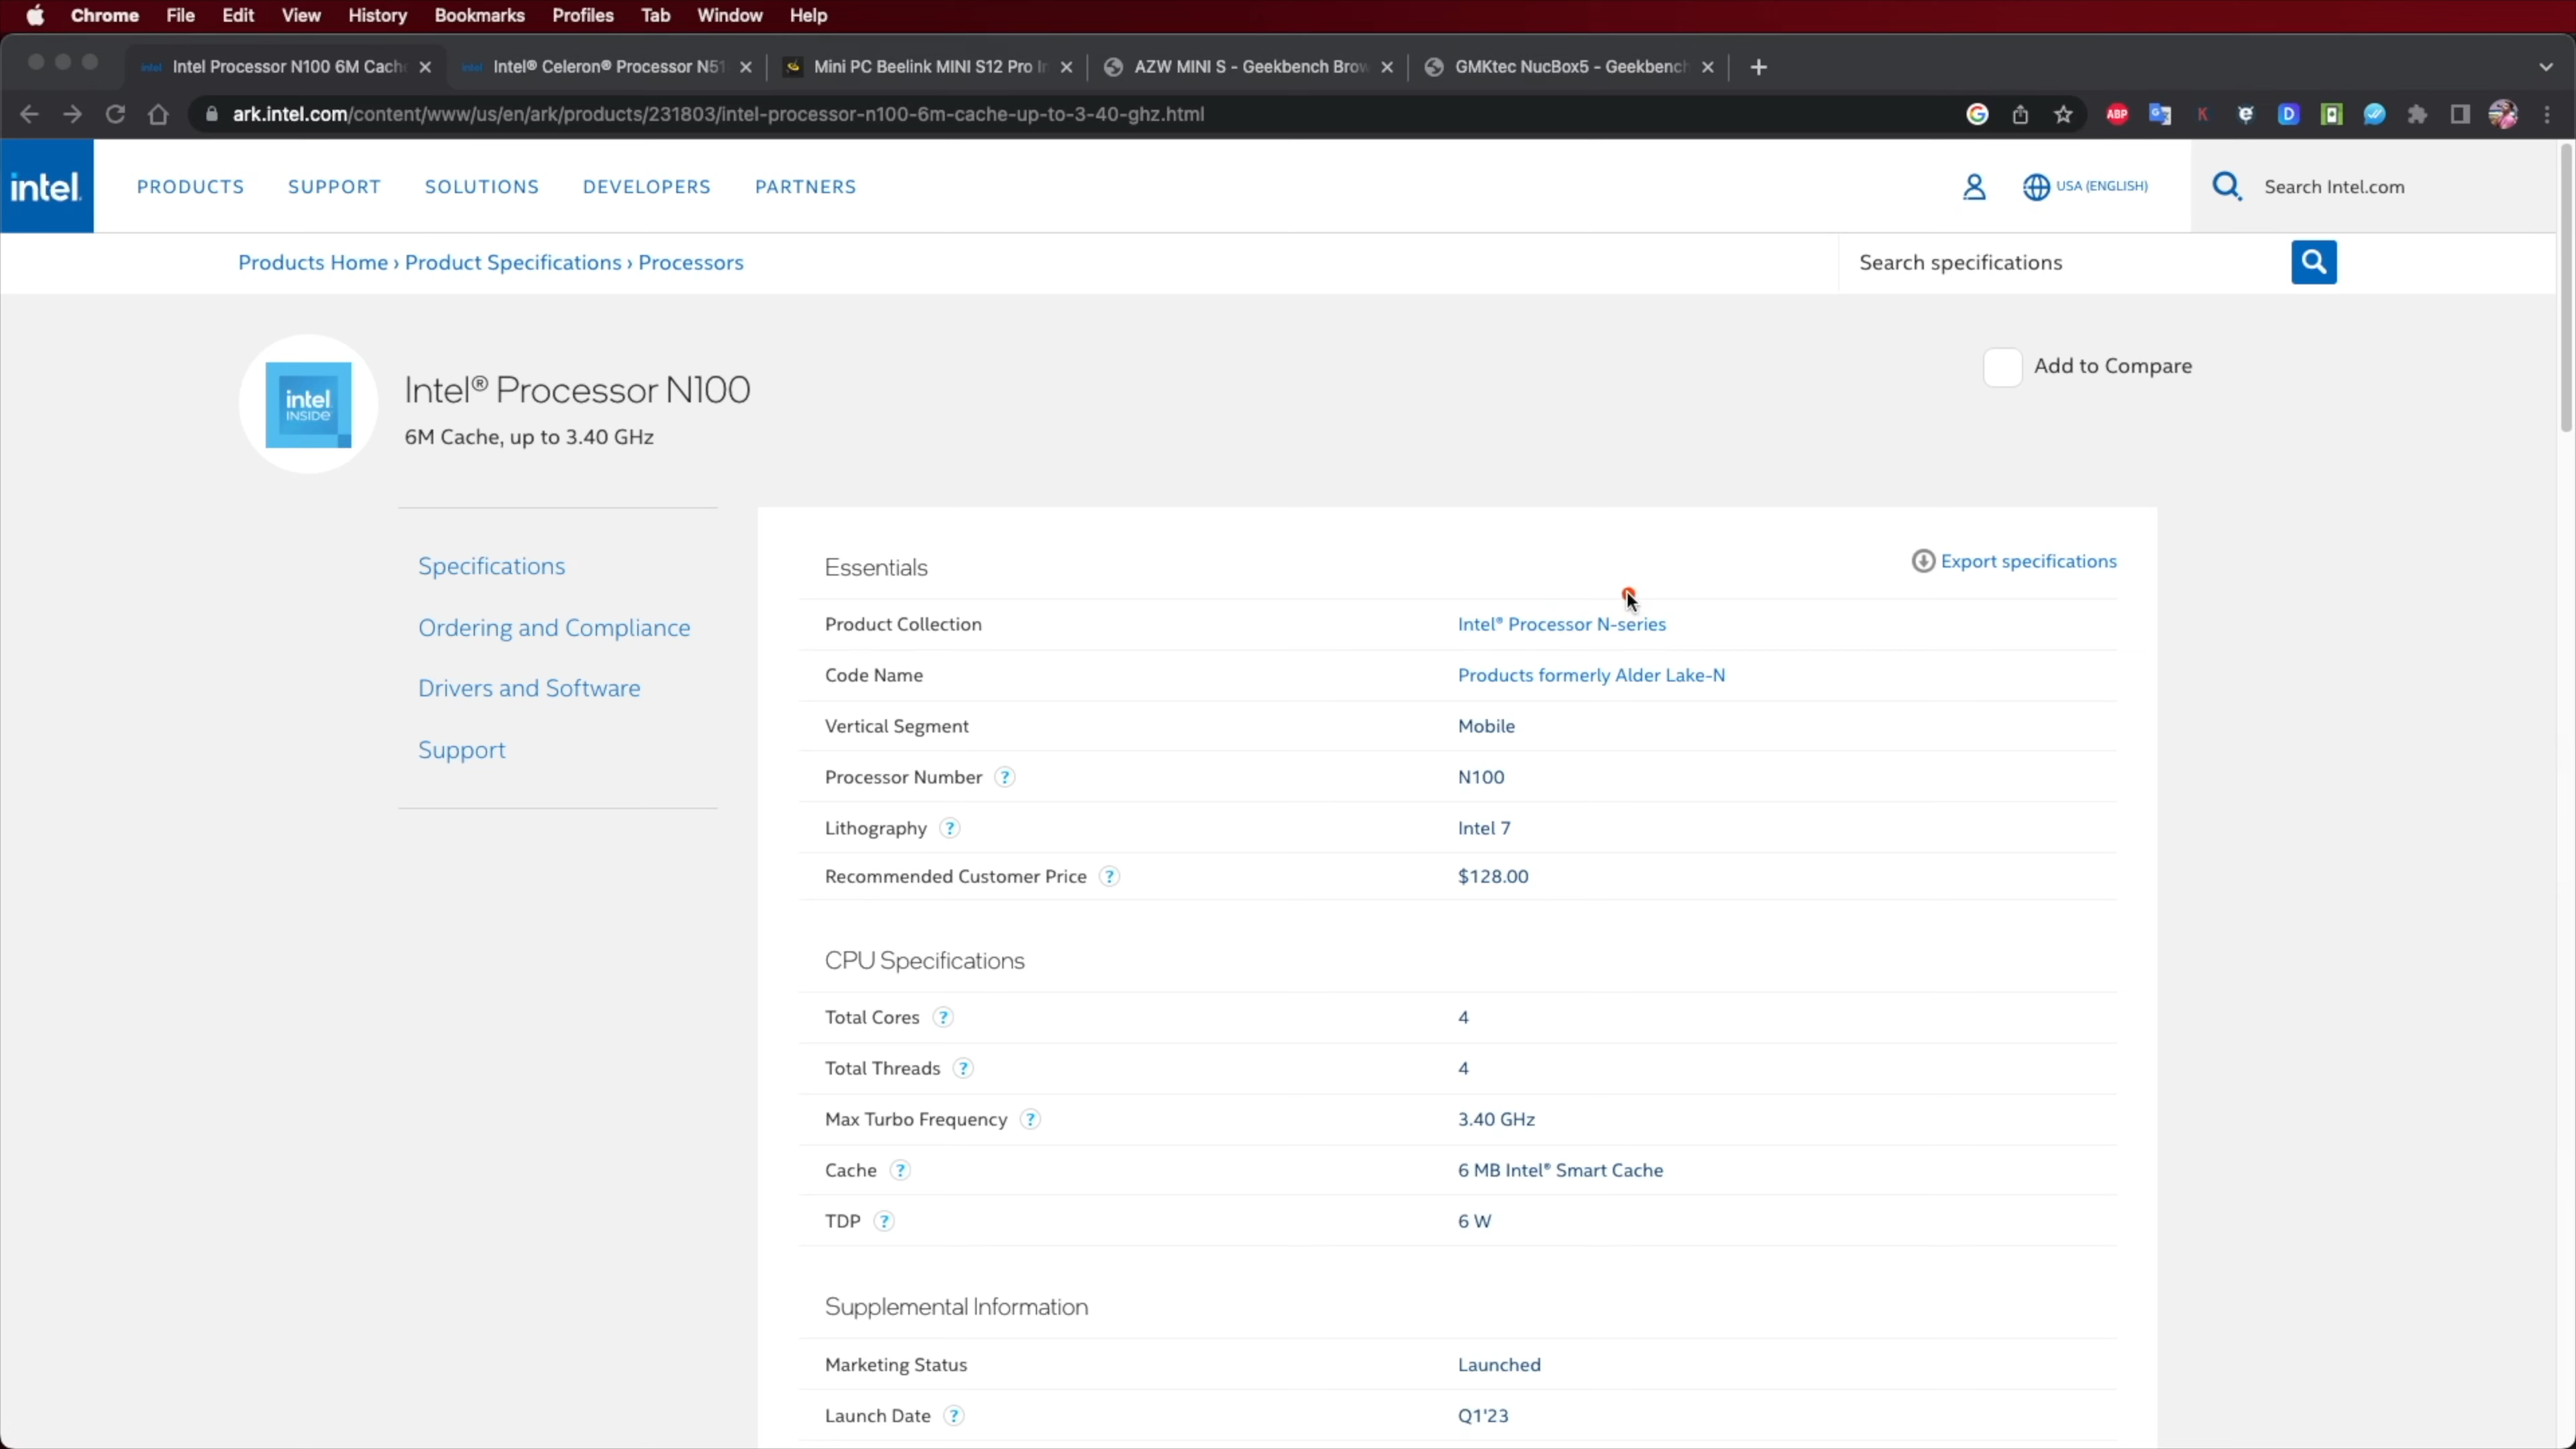 Chrome File Edit View History Bookmarks Profiles Tab Window Help
Intel Processor N100 6M Cach
Intel® Celeron® Processor N51
Mini PC Beelink MINI S12 Pro
AZW MINI S - Geekbench Brow
GMKtec NucBox5 - Geekbench
ark.intel.com/content/www/us/en/ark/products/231803/intel-processor-n100-6m-cache-up-to-3-40-ghz.html
ABP
intel.
PRODUCTS SUPPORT SOLUTIONS DEVELOPERS PARTNERS
USA (ENGLISH)
Search Intel.com
Products Home › Product Specifications › Processors
Search specifications
intel
INSIDE
Intel® Processor N100
6M Cache, up to 3.40 GHz
Add to Compare
Specifications
Ordering and Compliance
Drivers and Software
Support
Essentials
Export specifications
Product Collection Intel® Processor N-series
Code Name Products formerly Alder Lake-N
Vertical Segment Mobile
Processor Number ? N100
Lithography ? Intel 7
Recommended Customer Price ? $128.00
CPU Specifications
Total Cores ? 4
Total Threads ? 4
Max Turbo Frequency ? 3.40 GHz
Cache ? 6 MB Intel® Smart Cache
TDP ? 6 W
Supplemental Information
Marketing Status Launched
Launch Date ? Q1'23